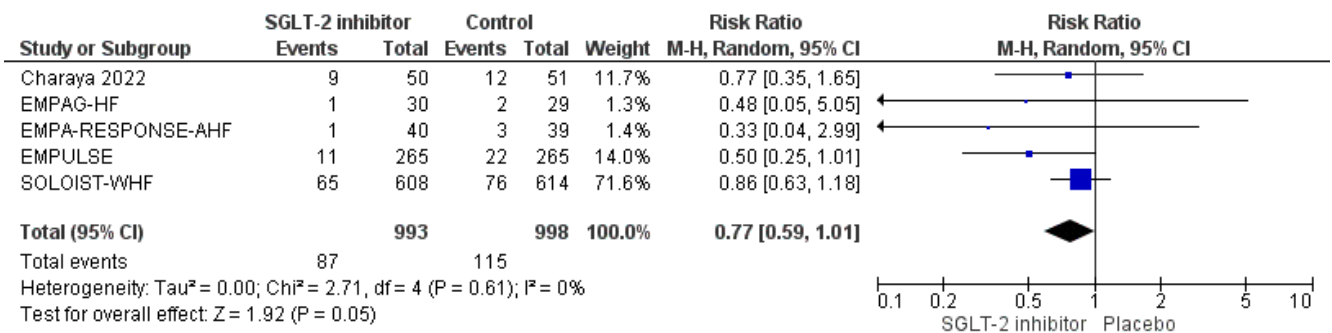 SGLT-2 inhibitor Control Risk Ratio Risk Ratio
Study or Subgroup Events Total Events Total Weight M-H, Random, 95% CI M-H, Random, 95% CI
Charaya 2022 9 50 12 51 11.7% 0.77 [0.35, 1.65]
EMPAG-HF 1 30 2 29 1.3% 0.48 [0.05, 5.05]
EMPA-RESPONSE-AHF 1 40 3 39 1.4% 0.33 [0.04, 2.99]
EMPULSE 11 265 22 265 14.0% 0.50 [0.25, 1.01]
SOLOIST-WHF 65 608 76 614 71.6% 0.86 [0.63, 1.18]
Total (95% CI) 993 998 100.0% 0.77 [0.59, 1.01]
Total events 87 115
Heterogeneity: Tau² = 0.00; Chi² = 2.71, df = 4 (P = 0.61); I² = 0%
Test for overall effect: Z = 1.92 (P = 0.05)
0.1 0.2 0.5 1 2 5 10
SGLT-2 inhibitor Placebo